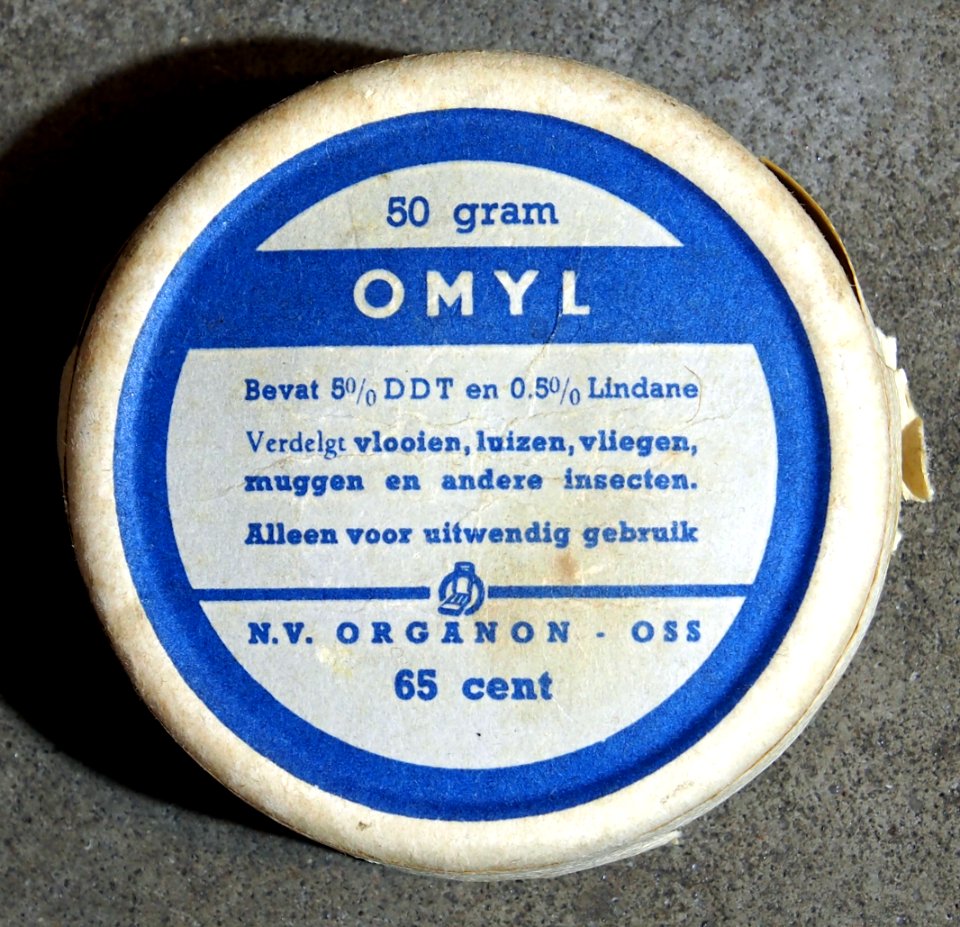 50 gram
OMYL
Bevat 5% DDT en 0.5% Lindane
Verdelgt vlooien, luizen, vliegen,
muggen en andere insecten.
Alleen voor uitwendig gebruik
N.V. ORGANON - OSS
65 cent